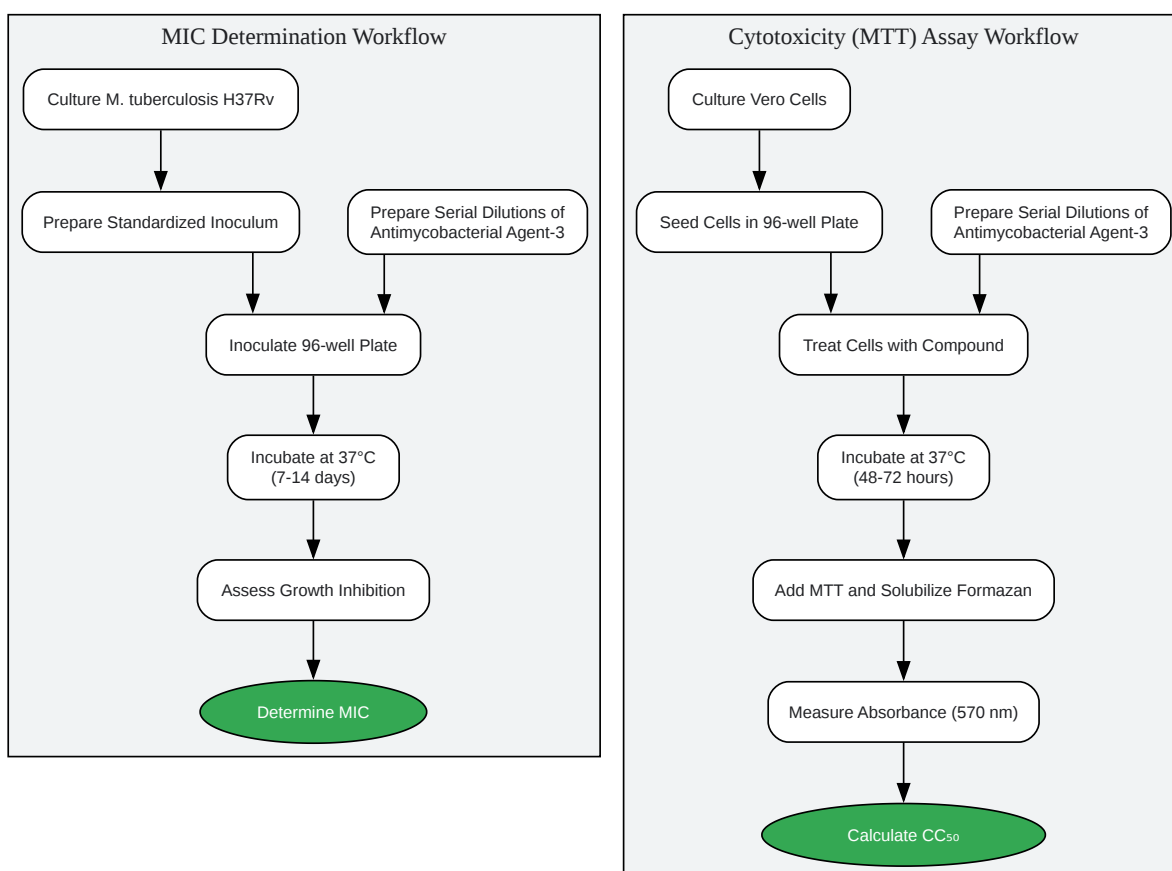 MIC Determination Workflow
Culture M. tuberculosis H37Rv
Prepare Standardized Inoculum
Prepare Serial Dilutions of
Antimycobacterial Agent-3
Inoculate 96-well Plate
Incubate at 37°C
(7-14 days)
Assess Growth Inhibition
Determine MIC
Cytotoxicity (MTT) Assay Workflow
Culture Vero Cells
Seed Cells in 96-well Plate
Prepare Serial Dilutions of
Antimycobacterial Agent-3
Treat Cells with Compound
Incubate at 37°C
(48-72 hours)
Add MTT and Solubilize Formazan
Measure Absorbance (570 nm)
Calculate CC₅₀